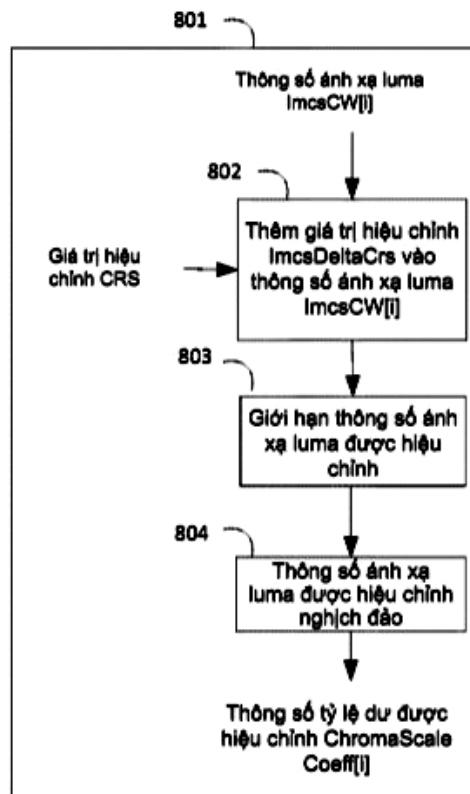 801
Thông số ánh xạ luma
lmcsCW[i]
802
Thêm giá trị hiệu chỉnh
lmcsDeltaCrs vào
thông số ánh xạ luma
lmcsCW[i]
Giá trị hiệu
chỉnh CRS
803
Giới hạn thông số ánh
xạ luma được hiệu
chỉnh
804
Thông số ánh xạ
luma được hiệu chỉnh
nghịch đảo
Thông số tỷ lệ dư được
hiệu chỉnh ChromaScale
Coeff[i]